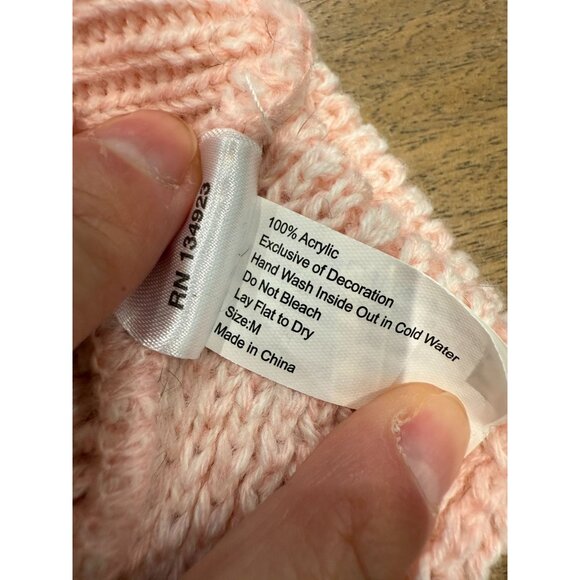 RN 134923
100% Acrylic
Exclusive of Decoration
Hand Wash Inside Out in Cold Water
Do Not Bleach
Lay Flat to Dry
Size:M
Made in China